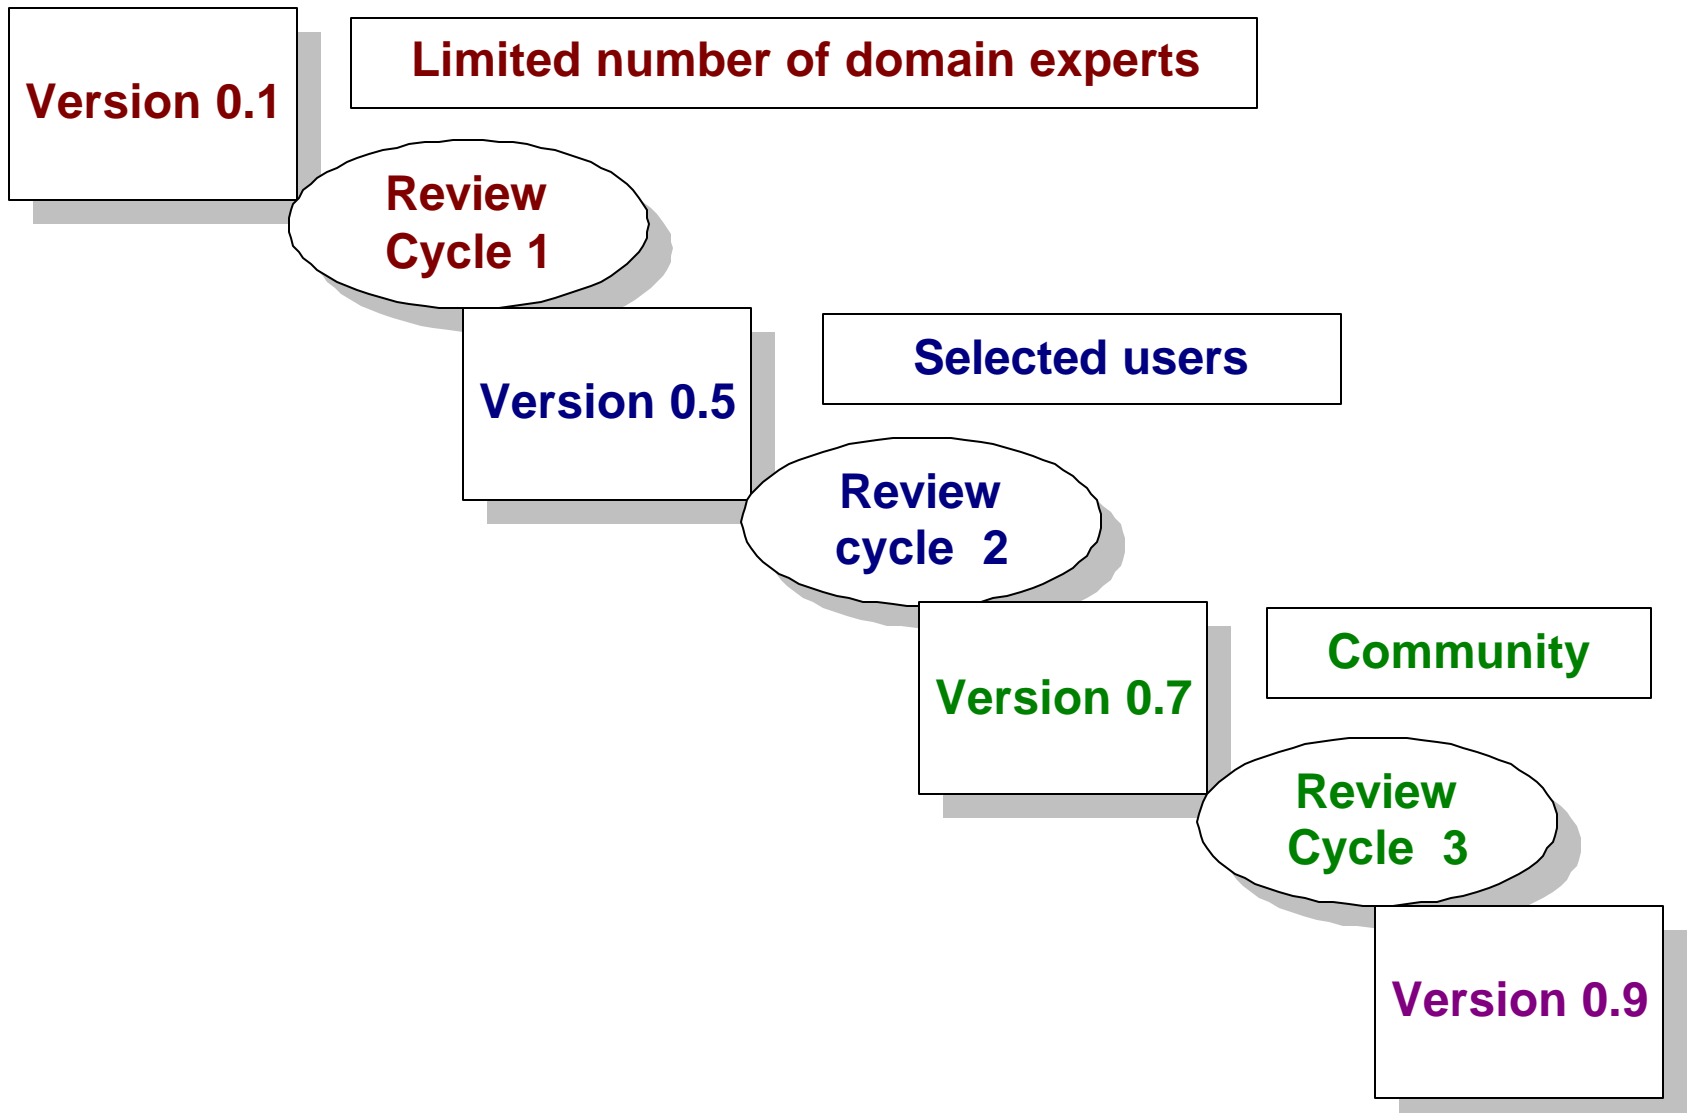 Version 0.1
Limited number of domain experts
Review
Cycle 1
Version 0.5
Selected users
Review
cycle  2
Version 0.7
Community
Review
Cycle  3
Version 0.9